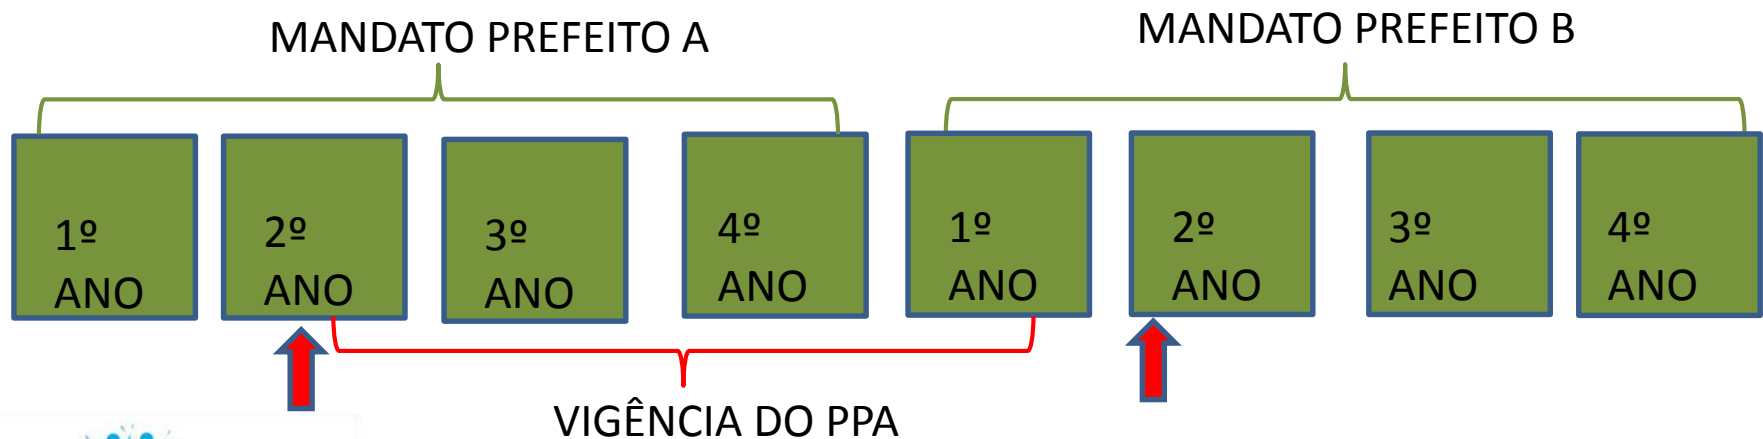 MANDATO PREFEITO A
MANDATO PREFEITO B
1º
ANO
2º
ANO
3º
ANO
4º
ANO
1º
ANO
2º
ANO
3º
ANO
4º
ANO
VIGÊNCIA DO PPA